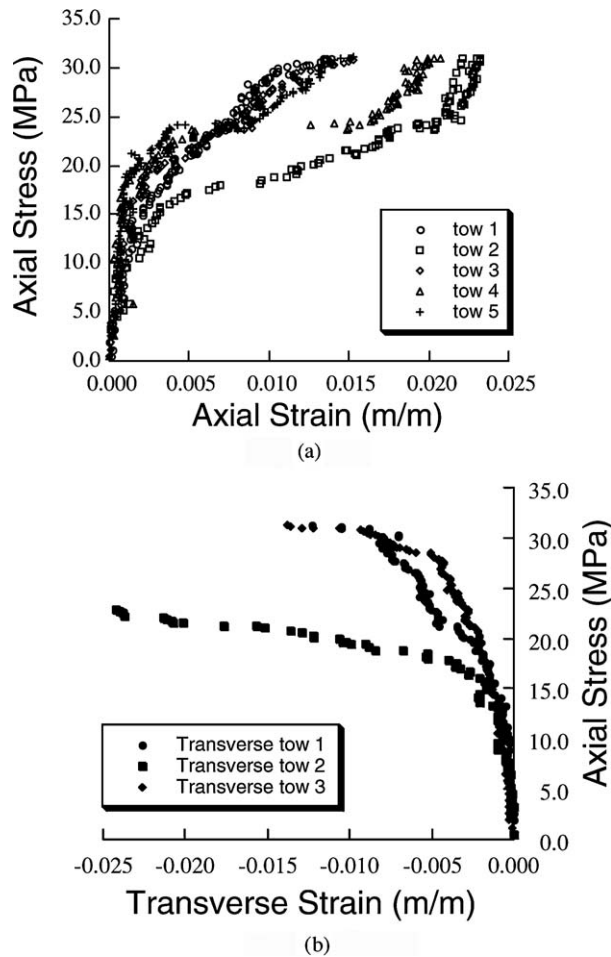 35.0
30.0
25.0
20.0
15.0
10.0
5.0
0.0
Axial Stress (MPa)
tow 1
tow 2
tow 3
tow 4
tow 5
0.000 0.005 0.010 0.015 0.020 0.025
Axial Strain (m/m)
(a)
35.0
30.0
25.0
20.0
15.0
10.0
5.0
0.0
Axial Stress (MPa)
Transverse tow 1
Transverse tow 2
Transverse tow 3
-0.025 -0.020 -0.015 -0.010 -0.005 0.000
Transverse Strain (m/m)
(b)